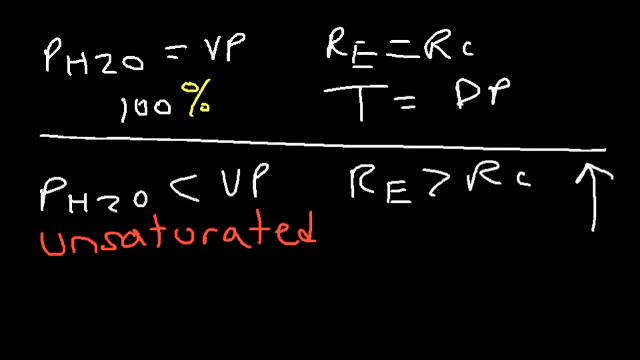 PH2O = VP RE = RC
100% T = DP
PH2O < VP RE > RC ↑
unsaturated